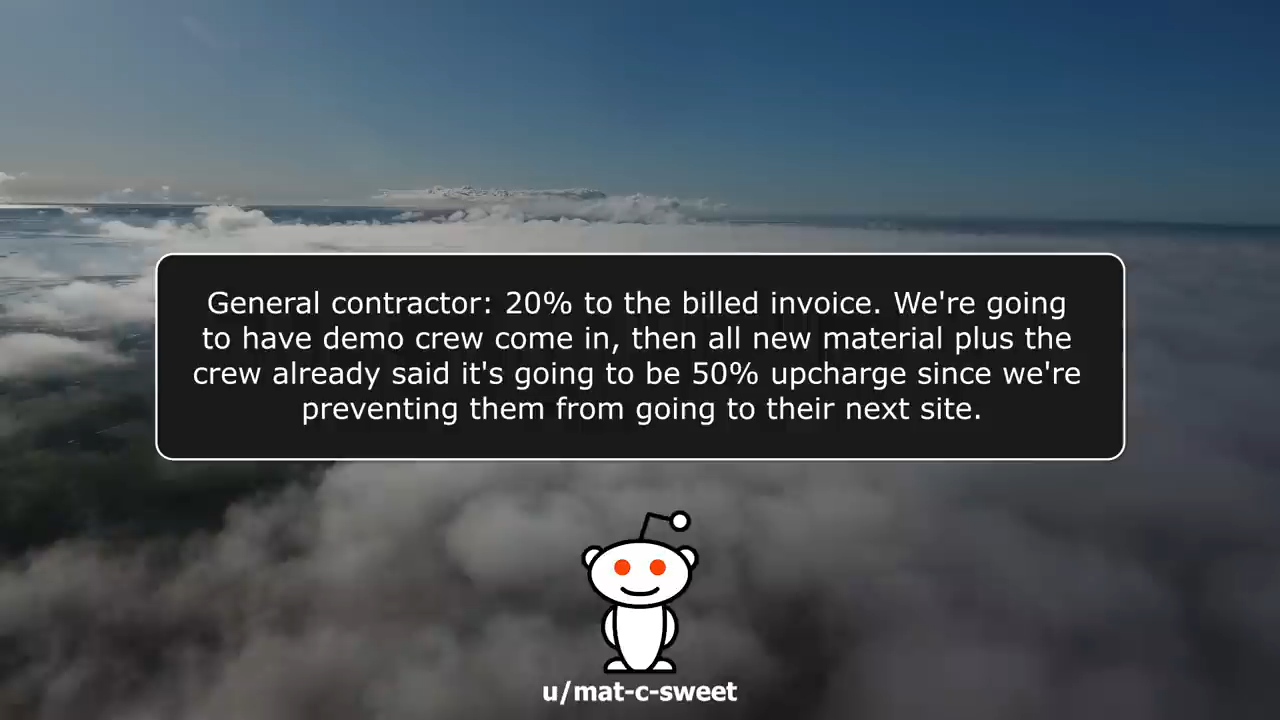 General contractor: 20% to the billed invoice. We're going
to have demo crew come in, then all new material plus the
crew already said it's going to be 50% upcharge since we're
preventing them from going to their next site.
u/mat-c-sweet